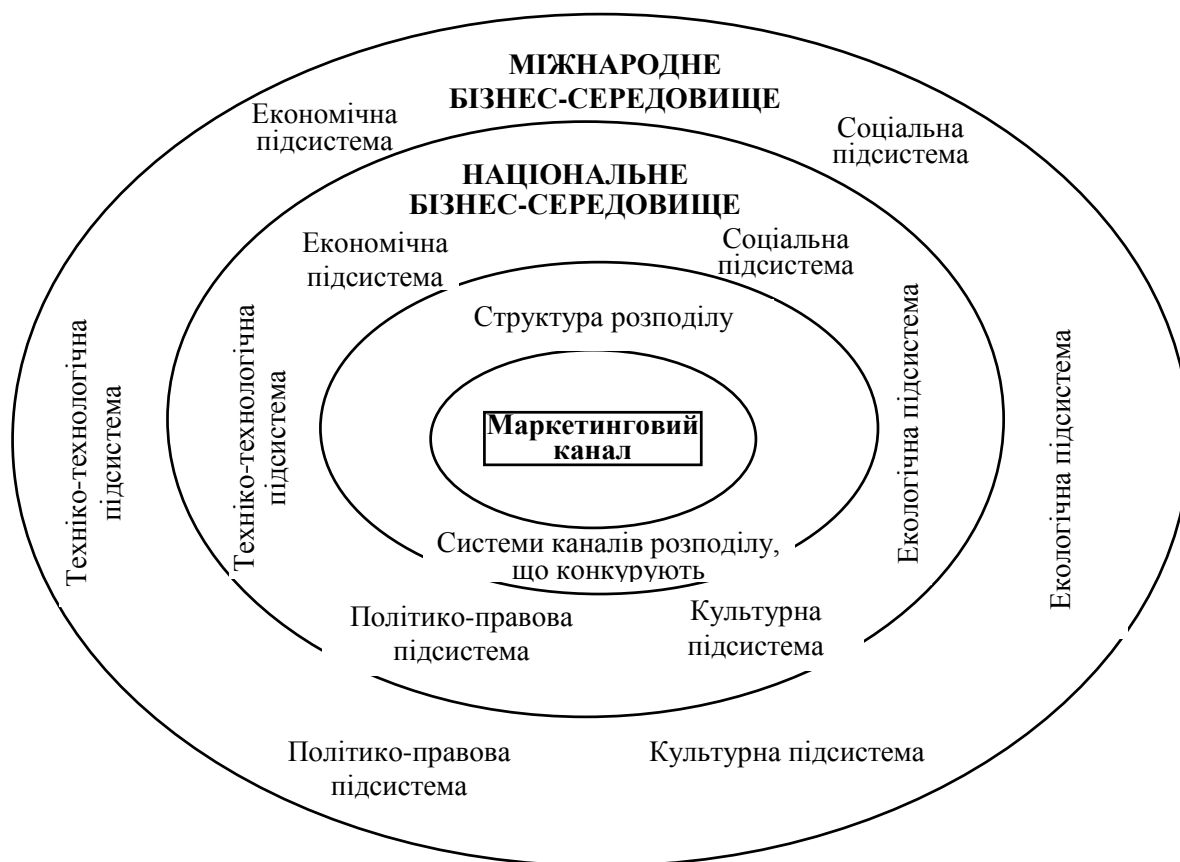 МІЖНАРОДНЕ
БІЗНЕС-СЕРЕДОВИЩЕ
Економічна
підсистема
Соціальна
підсистема
НАЦІОНАЛЬНЕ
БІЗНЕС-СЕРЕДОВИЩЕ
Економічна
підсистема
Соціальна
підсистема
Структура розподілу
Техніко-технологічна
підсистема
Техніко-технологічна
підсистема
Маркетинговий
канал
Екологічна підсистема
Екологічна підсистема
Системи каналів розподілу,
що конкурують
Політико-правова
підсистема
Культурна
підсистема
Політико-правова
підсистема
Культурна підсистема